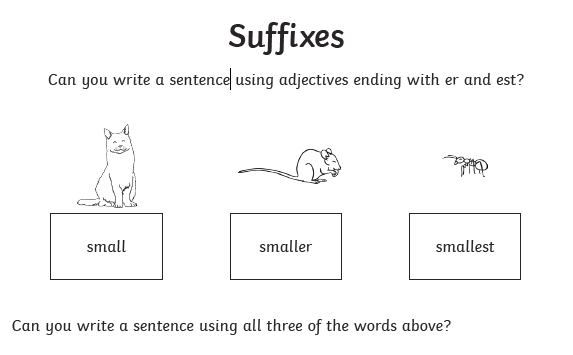 Suffixes
Can you write a sentence using adjectives ending with er and est?
small smaller smallest
Can you write a sentence using all three of the words above?